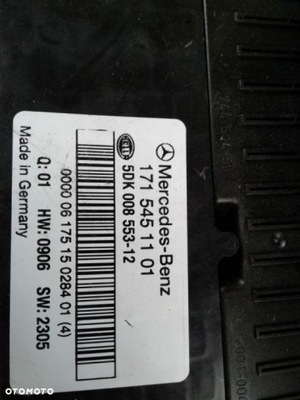 Mercedes-Benz
171 545 11 01
HELLA
5DK 008 553-12
0000 06 175 15 0284 01 (4)
Q: 01 HW: 0906 SW: 2305
Made in Germany
OTOMOTO